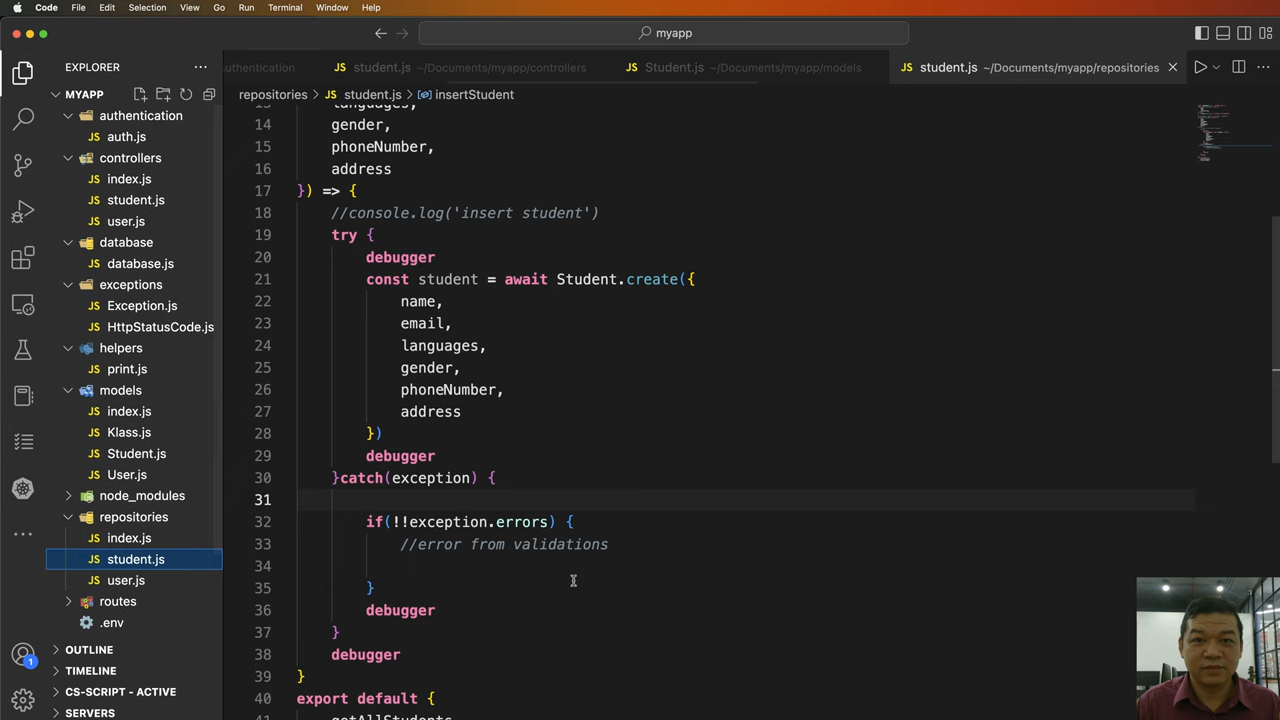 Code File Edit Selection View Go Run Terminal Window Help
myapp
EXPLORER
uthentication
student.js ~/Documents/myapp/controllers
Student.js ~/Documents/myapp/models
student.js ~/Documents/myapp/repositories
repositories > student.js > insertStudent
MYAPP
authentication
auth.js
controllers
index.js
student.js
user.js
database
database.js
exceptions
Exception.js
HttpStatusCode.js
helpers
print.js
models
index.js
Klass.js
Student.js
User.js
node_modules
repositories
index.js
student.js
user.js
routes
.env
OUTLINE
TIMELINE
CS-SCRIPT - ACTIVE
SERVERS
1
13 languages,
14 gender,
15 phoneNumber,
16 address
17 }) => {
18 //console.log('insert student')
19 try {
20 debugger
21 const student = await Student.create({
22 name,
23 email,
24 languages,
25 gender,
26 phoneNumber,
27 address
28 })
29 debugger
30 }catch(exception) {
31
32 if(!!exception.errors) {
33 //error from validations
34
35 }
36 debugger
37 }
38 debugger
39 }
40 export default {
41 getAllStudents,